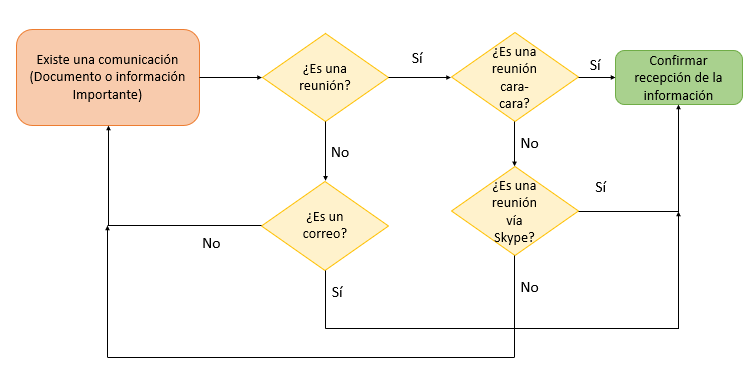 Existe una comunicación
(Documento o información
Importante)
¿Es una
reunión?
Sí
¿Es una
reunión
cara-
cara?
Sí
Confirmar
recepción de la
información
No
No
¿Es un
correo?
¿Es una
reunión
vía
Skype?
Sí
No
Sí
No